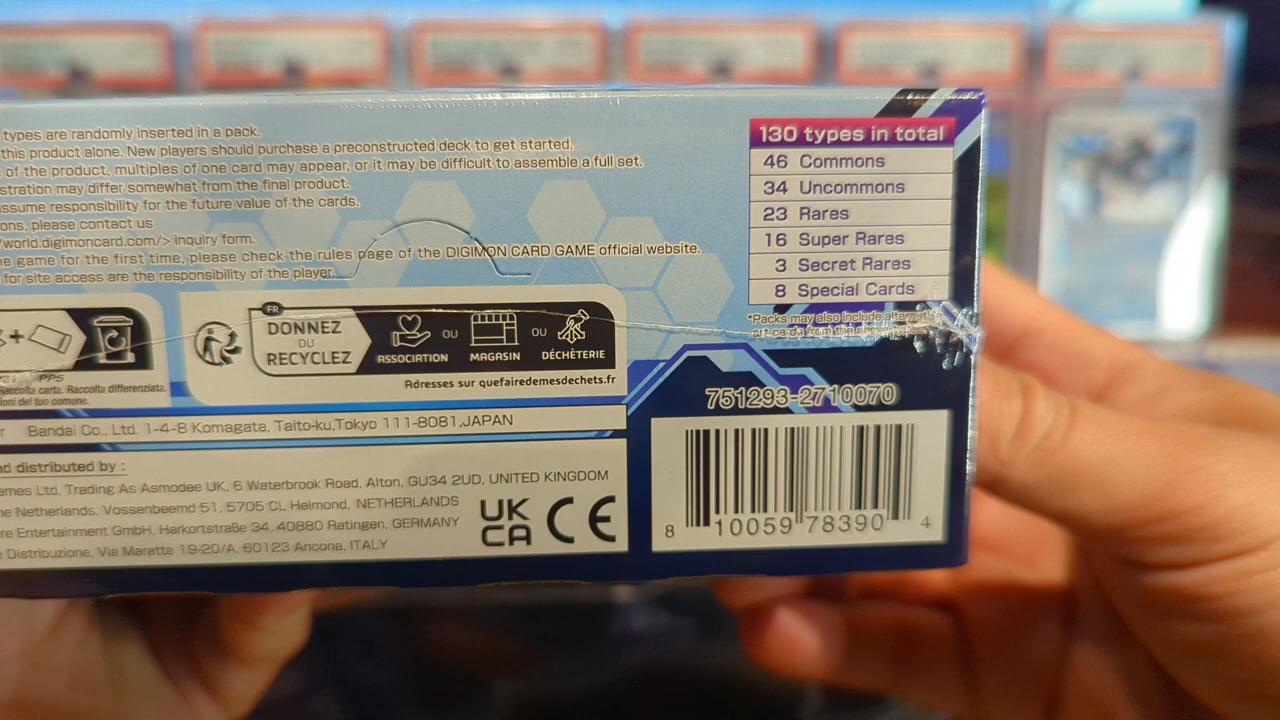 types are randomly inserted in a pack.
this product alone. New players should purchase a preconstructed deck to get started.
of the product, multiples of one card may appear, or it may be difficult to assemble a full set.
stration may differ somewhat from the final product.
assume responsibility for the future value of the cards.
ons, please contact us
/world.digimoncard.com/> inquiry form.
e game for the first time, please check the rules page of the DIGIMON CARD GAME official website.
for site access are the responsibility of the player.
130 types in total
46 Commons
34 Uncommons
23 Rares
16 Super Rares
3 Secret Rares
8 Special Cards
*Packs may also include
FR
DONNEZ
OU
RECYCLEZ
ASSOCIATION
OU
MAGASIN
OU
DÉCHÈTERIE
Adresses sur quefairedemesdechets.fr
PP5
Raccolta carta. Raccolta differenziata.
ioni del tuo comune.
r Bandai Co., Ltd. 1-4-8 Komagata, Taito-ku,Tokyo 111-8081,JAPAN
nd distributed by :
ames Ltd, Trading As Asmodee UK, 6 Waterbrook Road, Alton, GU34 2UD, UNITED KINGDOM
ne Netherlands, Vossenbeemd 51, 5705 CL Helmond, NETHERLANDS
re Entertainment GmbH, Harkortstraße 34, 40880 Ratingen, GERMANY
e Distribuzione, Via Maratte 19-20/A, 60123 Ancona, ITALY
UK
CA
CE
751293-2710070
8 10059 78390 4